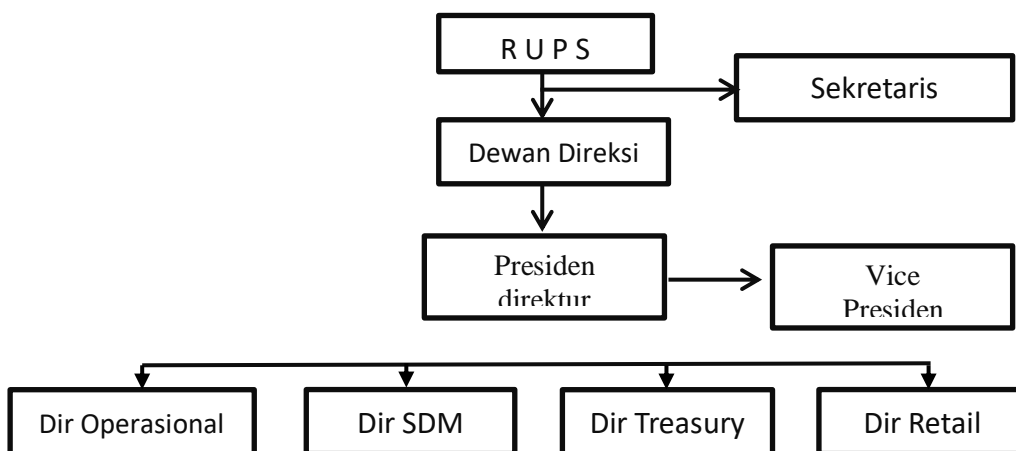 R U P S
Sekretaris
Dewan Direksi
Presiden
direktur
Vice
Presiden
Dir Operasional
Dir SDM
Dir Treasury
Dir Retail